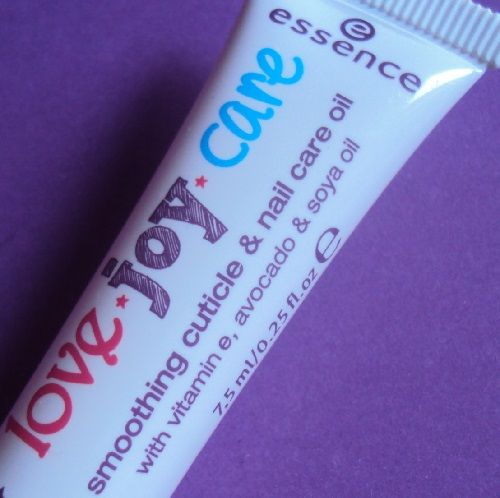 essence
love★joy★care
smoothing cuticle & nail care oil
with vitamin e, avocado & soya oil
7.5 ml/0.25 fl.oz ℮